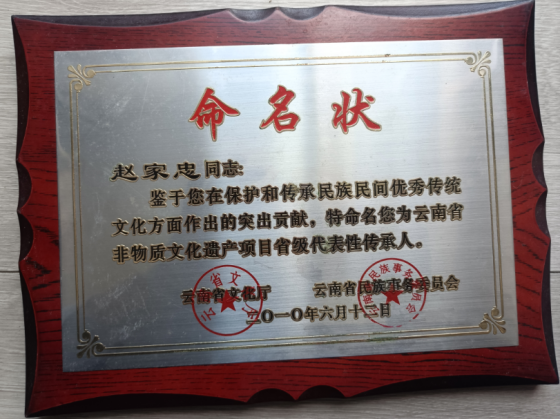 命名状
赵家忠同志:
鉴于您在保护和传承民族民间优秀传统
文化方面作出的突出贡献，特命名您为云南省
非物质文化遗产项目省级代表性传承人。
云南省文化厅 云南省民族事务委员会
二〇一〇年六月十二日